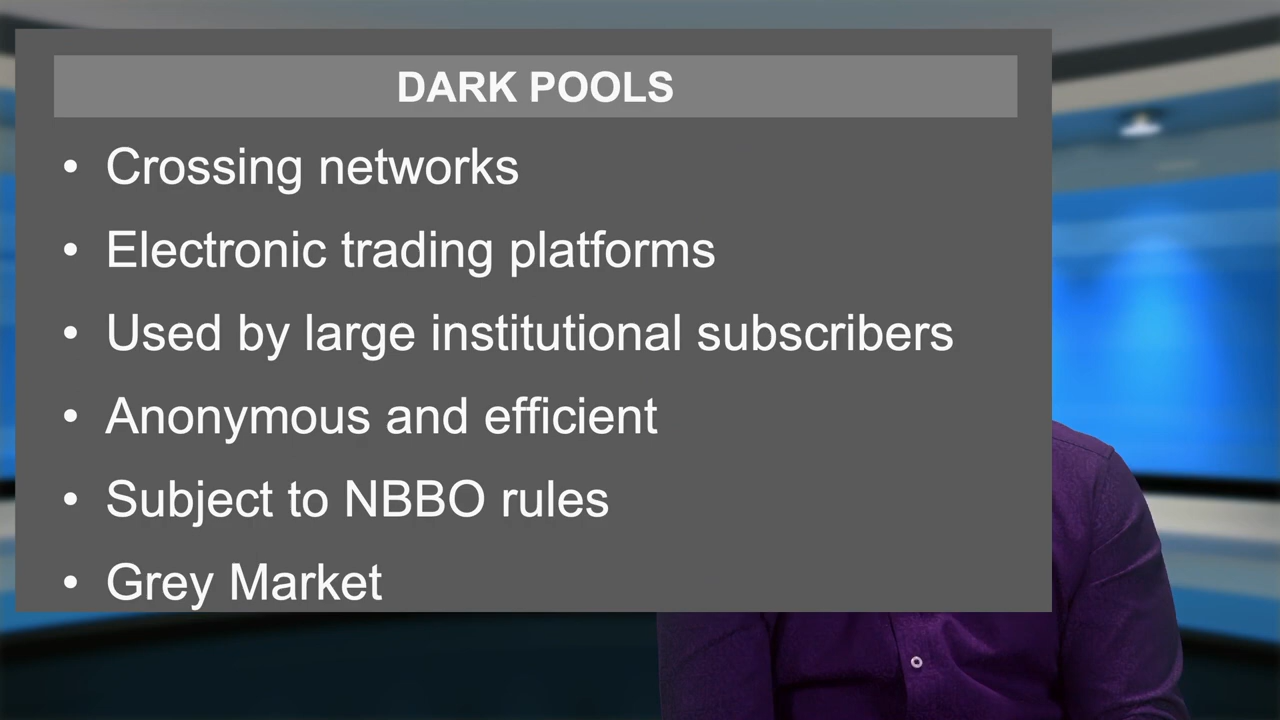 DARK POOLS
• Crossing networks
• Electronic trading platforms
• Used by large institutional subscribers
• Anonymous and efficient
• Subject to NBBO rules
• Grey Market